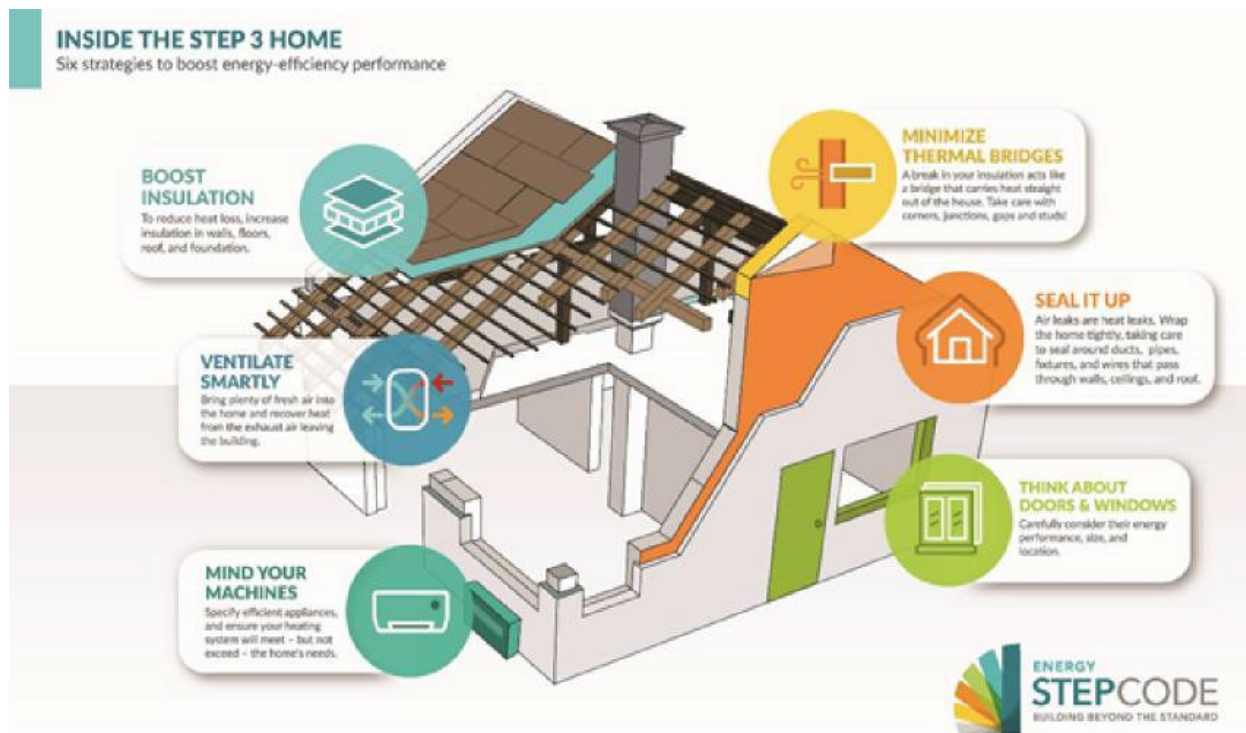 INSIDE THE STEP 3 HOME
Six strategies to boost energy-efficiency performance
BOOST
INSULATION
To reduce heat loss, increase
insulation in walls, floors,
roof, and foundation.
VENTILATE
SMARTLY
Bring plenty of fresh air into
the home and recover heat
from the exhaust air leaving
the building.
MIND YOUR
MACHINES
Specify efficient appliances,
and ensure your heating
system will meet – but not
exceed – the home's needs.
MINIMIZE
THERMAL BRIDGES
A break in your insulation acts like
a bridge that carries heat straight
out of the house. Take care with
corners, junctions, gaps and studs!
SEAL IT UP
Air leaks are heat leaks. Wrap
the home tightly, taking care
to seal around ducts, pipes,
fixtures, and wires that pass
through walls, ceilings, and roof.
THINK ABOUT
DOORS & WINDOWS
Carefully consider their energy
performance, size, and
location.
ENERGY
STEPCODE
BUILDING BEYOND THE STANDARD